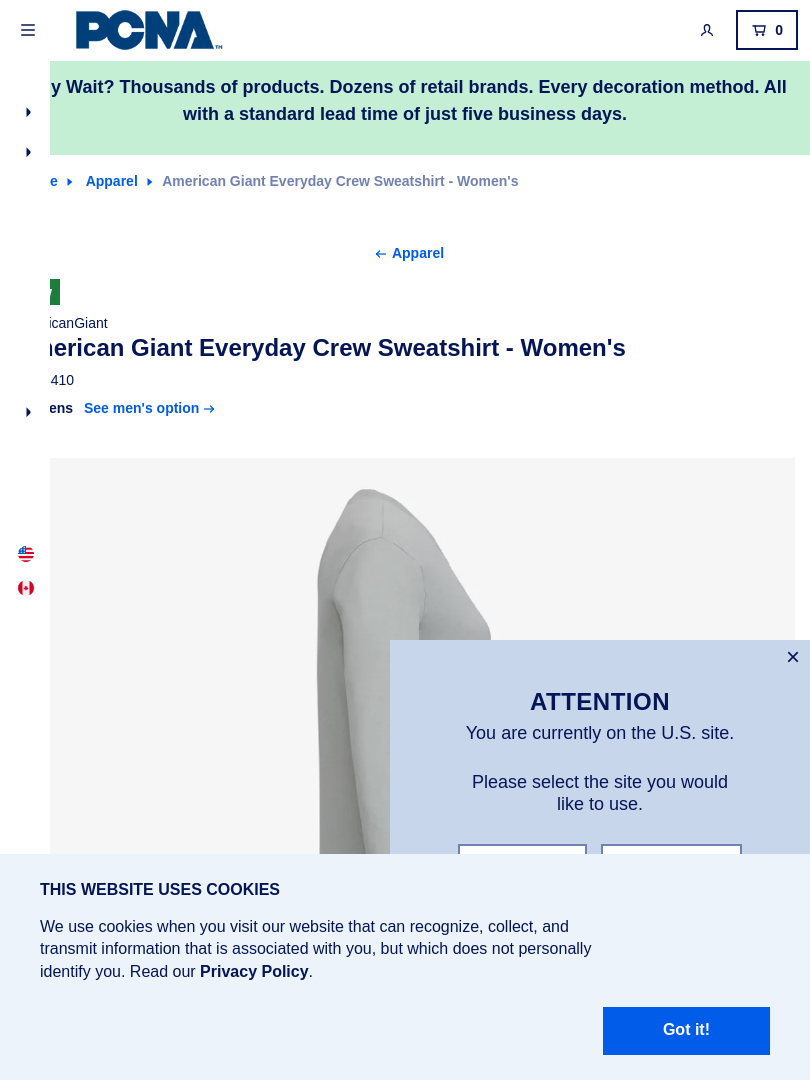 PCNA
0
y Wait? Thousands of products. Dozens of retail brands. Every decoration method. All
with a standard lead time of just five business days.
e Apparel American Giant Everyday Crew Sweatshirt - Women's
Apparel
icanGiant
erican Giant Everyday Crew Sweatshirt - Women's
410
ens See men's option
ATTENTION
You are currently on the U.S. site.
Please select the site you would
like to use.
THIS WEBSITE USES COOKIES
We use cookies when you visit our website that can recognize, collect, and
transmit information that is associated with you, but which does not personally
identify you. Read our Privacy Policy.
Got it!